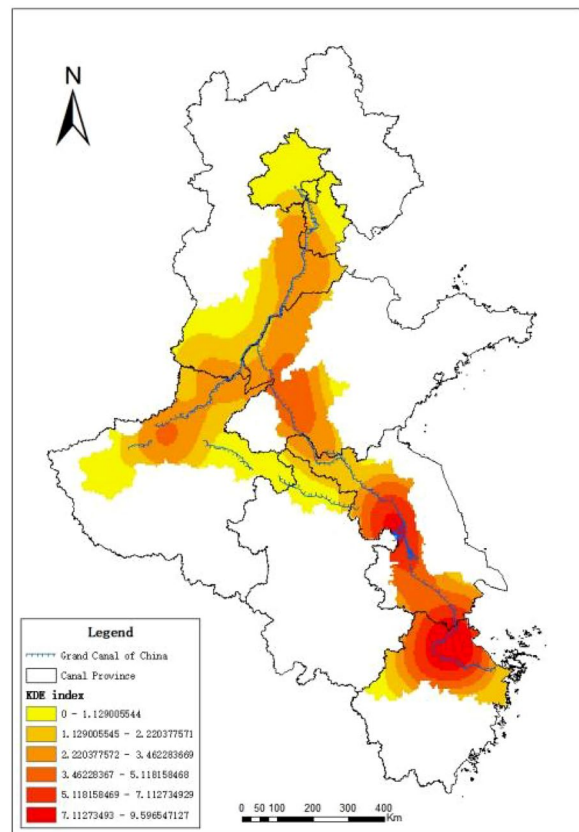 N
Legend
Grand Canal of China
Canal Province
KDE index
0 - 1.129005544
1.129005545 - 2.220377571
2.220377572 - 3.462283669
3.46228367 - 5.118158468
5.118158469 - 7.112734929
7.11273493 - 9.596547127
0 50 100 200 300 400
Km